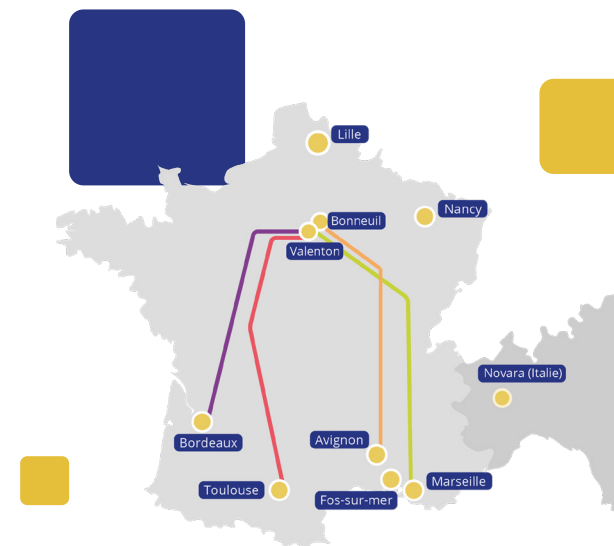 Lille
Nancy
Bonneuil
Valenton
Novara (Italie)
Avignon
Bordeaux
Marseille
Toulouse
Fos-sur-mer